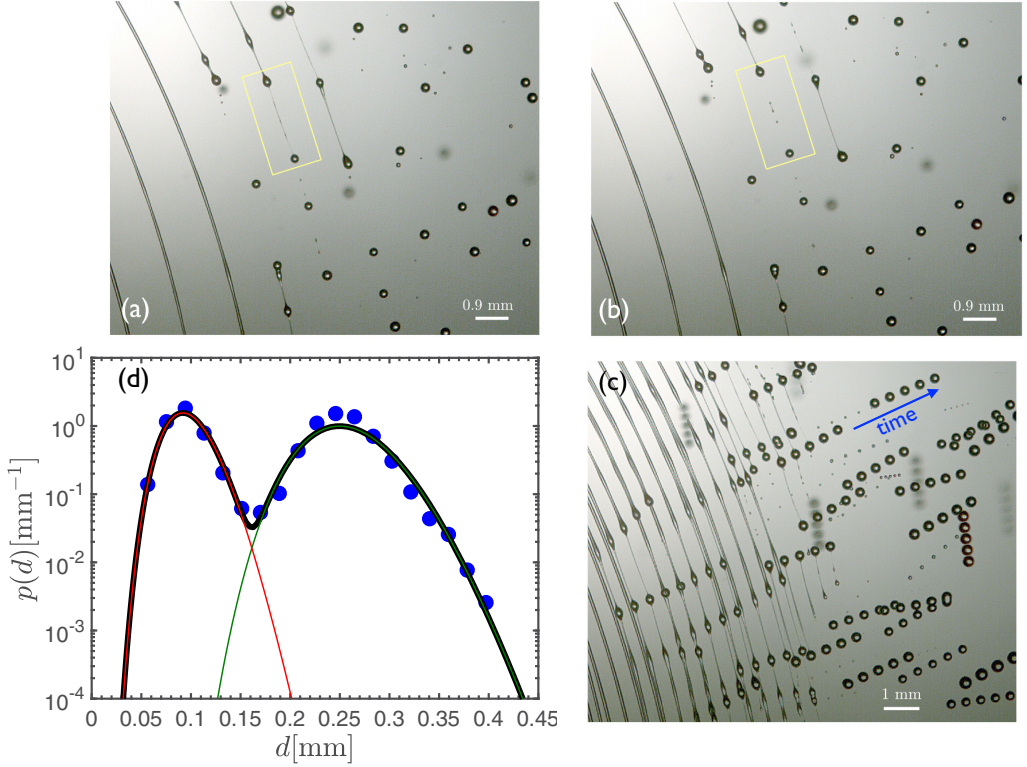 (a)
0.9 mm
(b)
0.9 mm
(d)
10^1
10^0
10^-1
10^-2
10^-3
10^-4
p(d)[mm^-1]
0 0.05 0.1 0.15 0.2 0.25 0.3 0.35 0.4 0.45
d[mm]
(c)
time
1 mm